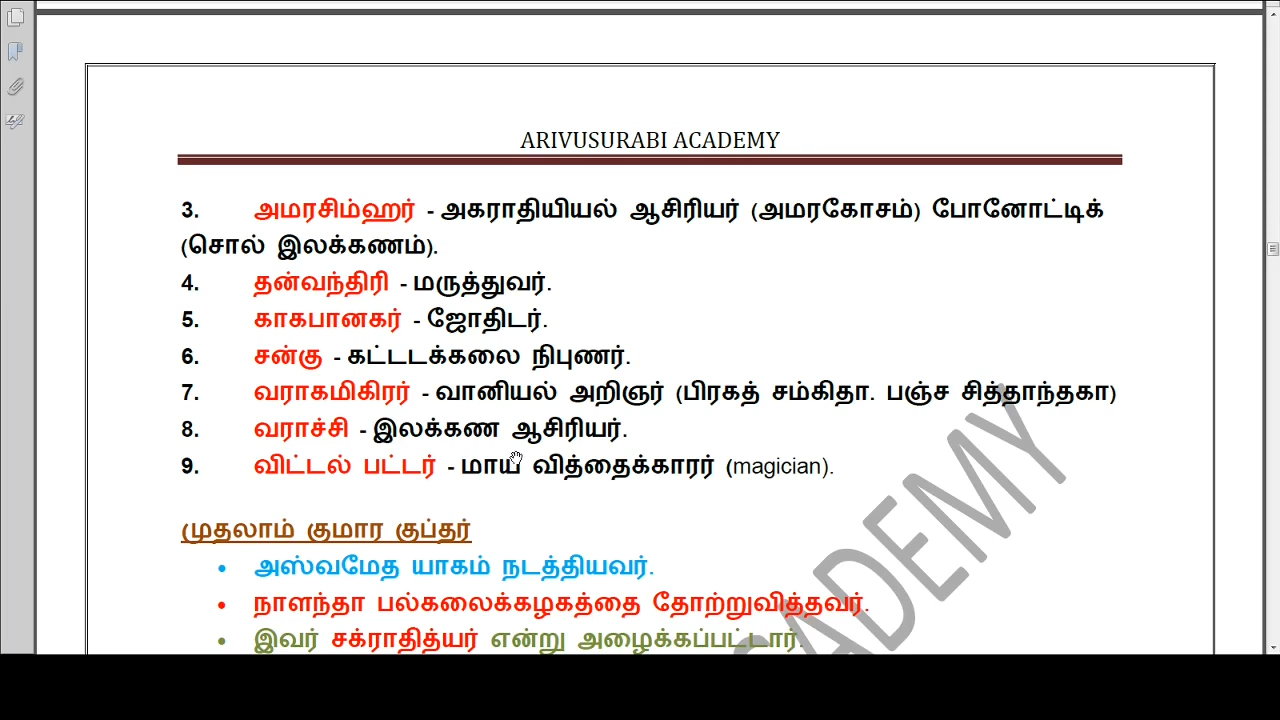 ARIVUSURABI ACADEMY
3. அமரசிம்ஹர் - அகராதியியல் ஆசிரியர் (அமரகோசம்) போனோட்டிக்
(சொல் இலக்கணம்).
4. தன்வந்திரி - மருத்துவர்.
5. காகபானகர் - ஜோதிடர்.
6. சன்கு - கட்டடக்கலை நிபுணர்.
7. வராகமிகிரர் - வானியல் அறிஞர் (பிரகத் சம்கிதா. பஞ்ச சித்தாந்தகா)
8. வராச்சி - இலக்கண ஆசிரியர்.
9. விட்டல் பட்டர் - மாய வித்தைக்காரர் (magician).
முதலாம் குமார குப்தர்
• அஸ்வமேத யாகம் நடத்தியவர்.
• நாளந்தா பல்கலைக்கழகத்தை தோற்றுவித்தவர்.
• இவர் சக்ராதித்யர் என்று அழைக்கப்பட்டார்.
ADEMY